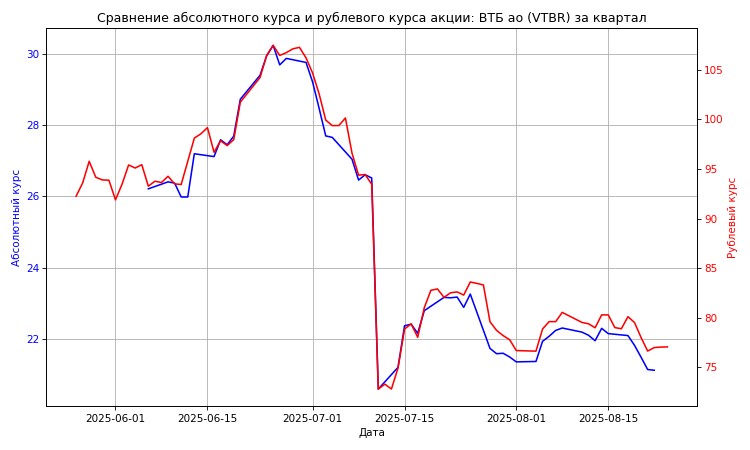 Сравнение абсолютного курса и рублевого курса акции: ВТБ ао (VTBR) за квартал
30
28
26
24
22
Абсолютный курс
105
100
95
90
85
80
75
Рублевый курс
2025-06-01 2025-06-15 2025-07-01 2025-07-15 2025-08-01 2025-08-15
Дата